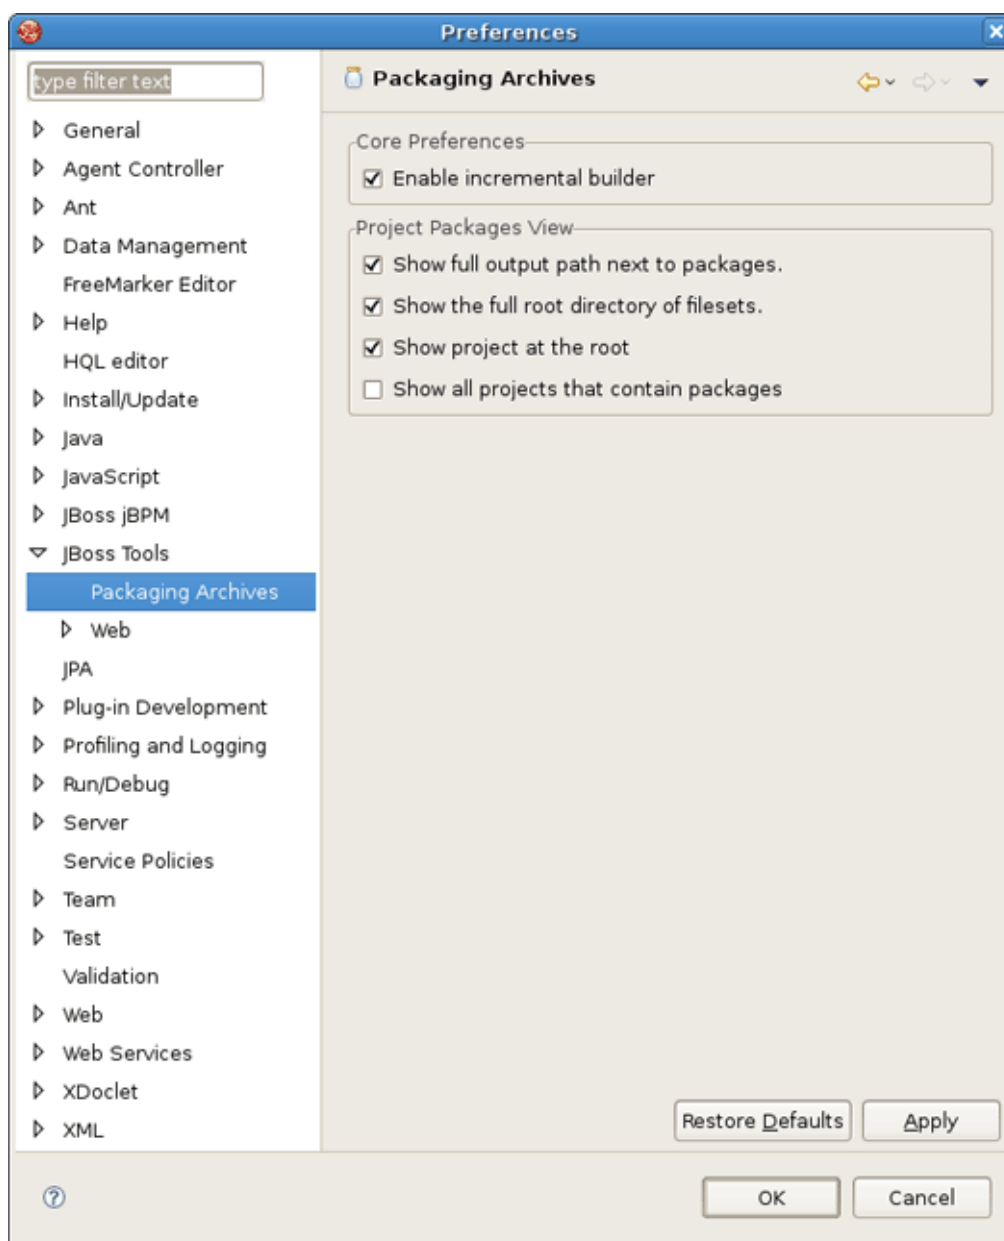 Preferences
type filter text
General
Agent Controller
Ant
Data Management
FreeMarker Editor
Help
HQL editor
Install/Update
Java
JavaScript
JBoss jBPM
JBoss Tools
Packaging Archives
Web
JPA
Plug-in Development
Profiling and Logging
Run/Debug
Server
Service Policies
Team
Test
Validation
Web
Web Services
XDoclet
XML
Packaging Archives
Core Preferences
Enable incremental builder
Project Packages View
Show full output path next to packages.
Show the full root directory of filesets.
Show project at the root
Show all projects that contain packages
Restore Defaults
Apply
?
OK
Cancel